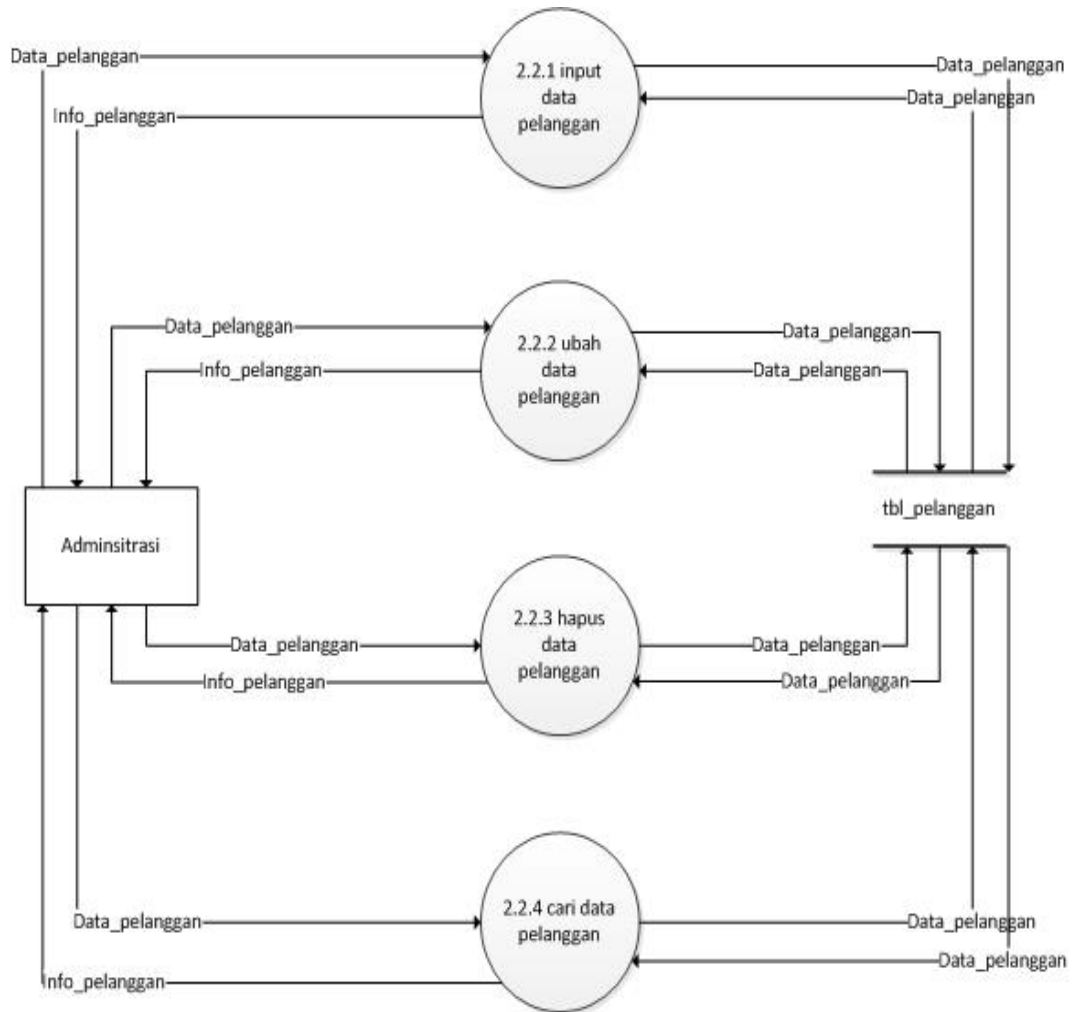 Data_pelanggan
2.2.1 input
data
pelanggan
Data_pelanggan
Data_pelanggan
Info_pelanggan
Data_pelanggan
2.2.2 ubah
data
pelanggan
Data_pelanggan
Info_pelanggan
Data_pelanggan
Adminsitrasi
tbl_pelanggan
Data_pelanggan
2.2.3 hapus
data
pelanggan
Data_pelanggan
Info_pelanggan
Data_pelanggan
Data_pelanggan
2.2.4 cari data
pelanggan
Data_pelanggan
Info_pelanggan
Data_pelanggan